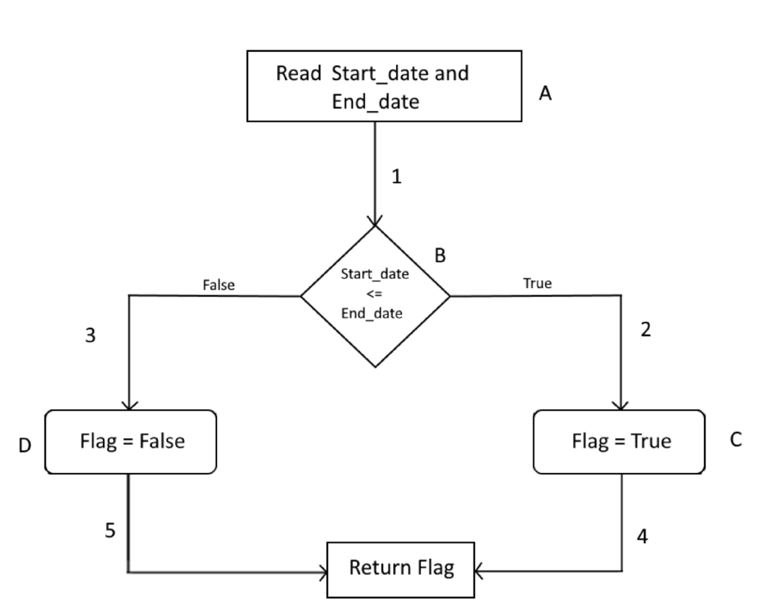 Read Start_date and
End_date
A
1
B
Start_date
<=
End_date
False
True
3
2
D
Flag = False
Flag = True
C
5
4
Return Flag